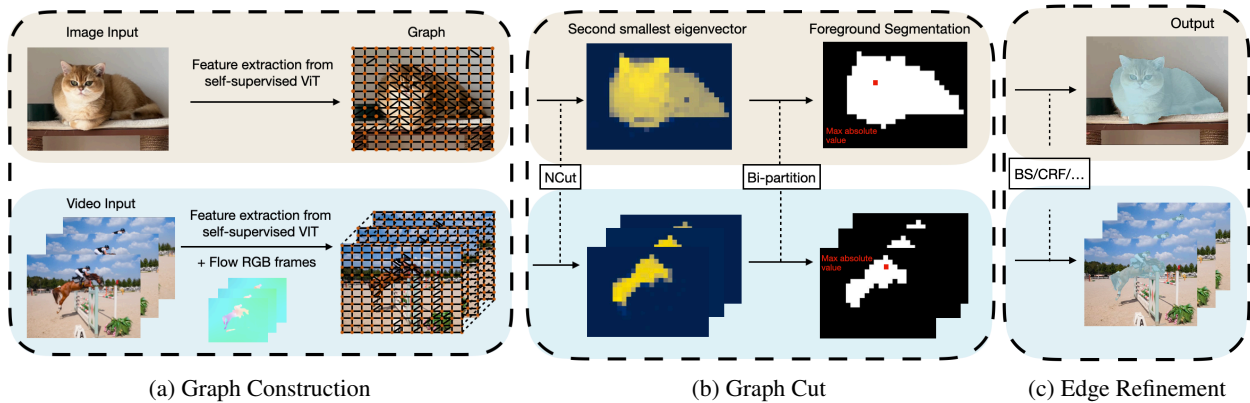 Image Input
Feature extraction from
self-supervised ViT
Graph
Video Input
Feature extraction from
self-supervised VIT
+ Flow RGB frames
(a) Graph Construction
Second smallest eigenvector
Foreground Segmentation
Max absolute
value
NCut
Bi-partition
Max absolute
value
(b) Graph Cut
Output
BS/CRF/...
(c) Edge Refinement